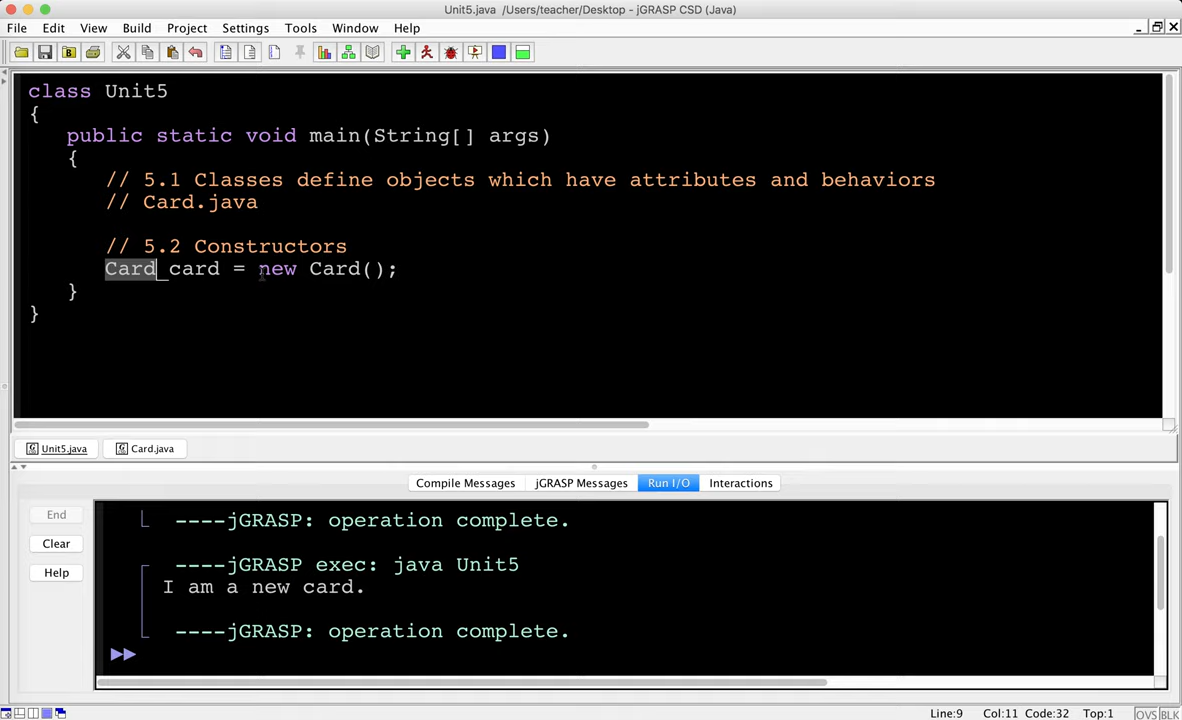 Unit5.java /Users/teacher/Desktop - jGRASP CSD (Java)
File Edit View Build Project Settings Tools Window Help
class Unit5
{
public static void main(String[] args)
{
// 5.1 Classes define objects which have attributes and behaviors
// Card.java
// 5.2 Constructors
Card card = new Card();
}
}
Unit5.java Card.java
Compile Messages jGRASP Messages Run I/O Interactions
End
Clear
Help
----jGRASP: operation complete.
----jGRASP exec: java Unit5
I am a new card.
----jGRASP: operation complete.
Line:9 Col:11 Code:32 Top:1 OVS BLK